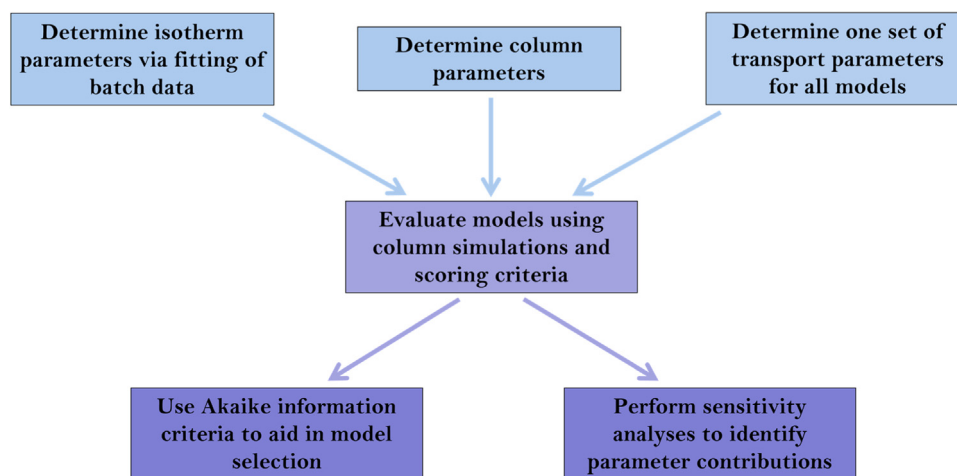 Determine isotherm
parameters via fitting of
batch data
Determine column
parameters
Determine one set of
transport parameters
for all models
Evaluate models using
column simulations and
scoring criteria
Use Akaike information
criteria to aid in model
selection
Perform sensitivity
analyses to identify
parameter contributions